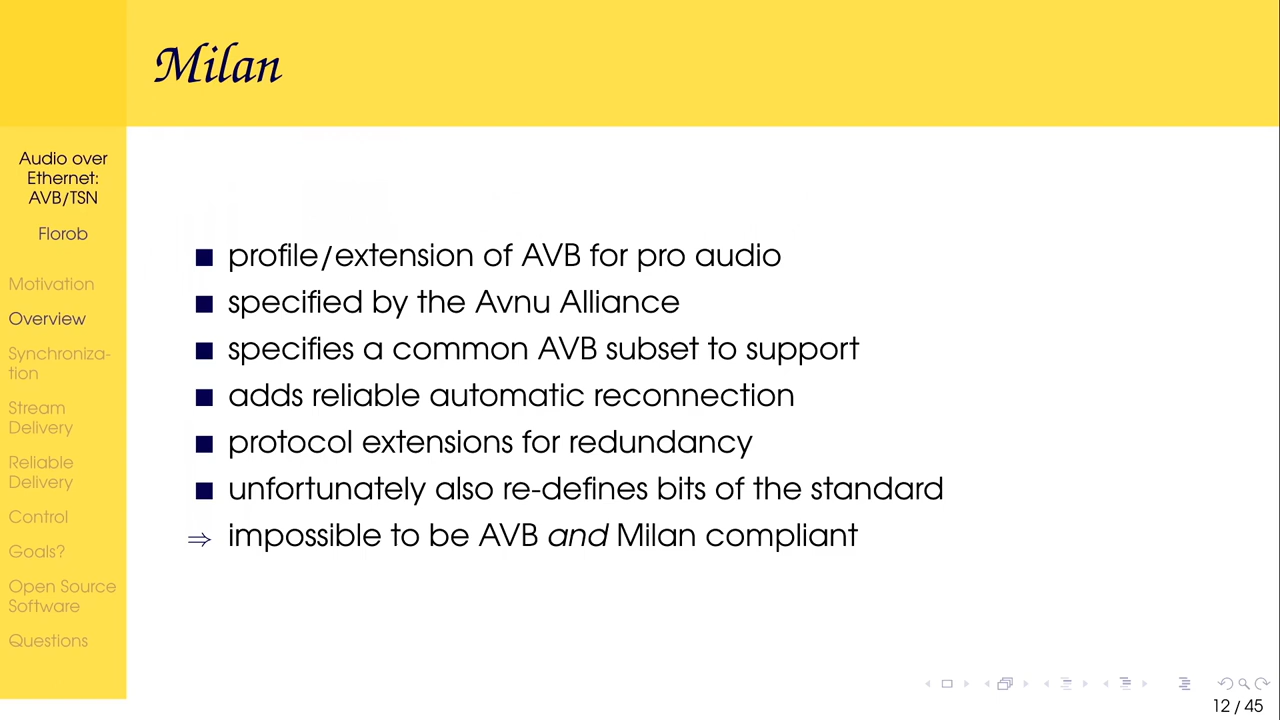 Milan
Audio over
Ethernet:
AVB/TSN
Florob
Motivation
Overview
Synchroniza-
tion
Stream
Delivery
Reliable
Delivery
Control
Goals?
Open Source
Software
Questions
■ profile/extension of AVB for pro audio
■ specified by the Avnu Alliance
■ specifies a common AVB subset to support
■ adds reliable automatic reconnection
■ protocol extensions for redundancy
■ unfortunately also re-defines bits of the standard
⇒ impossible to be AVB and Milan compliant
12 / 45